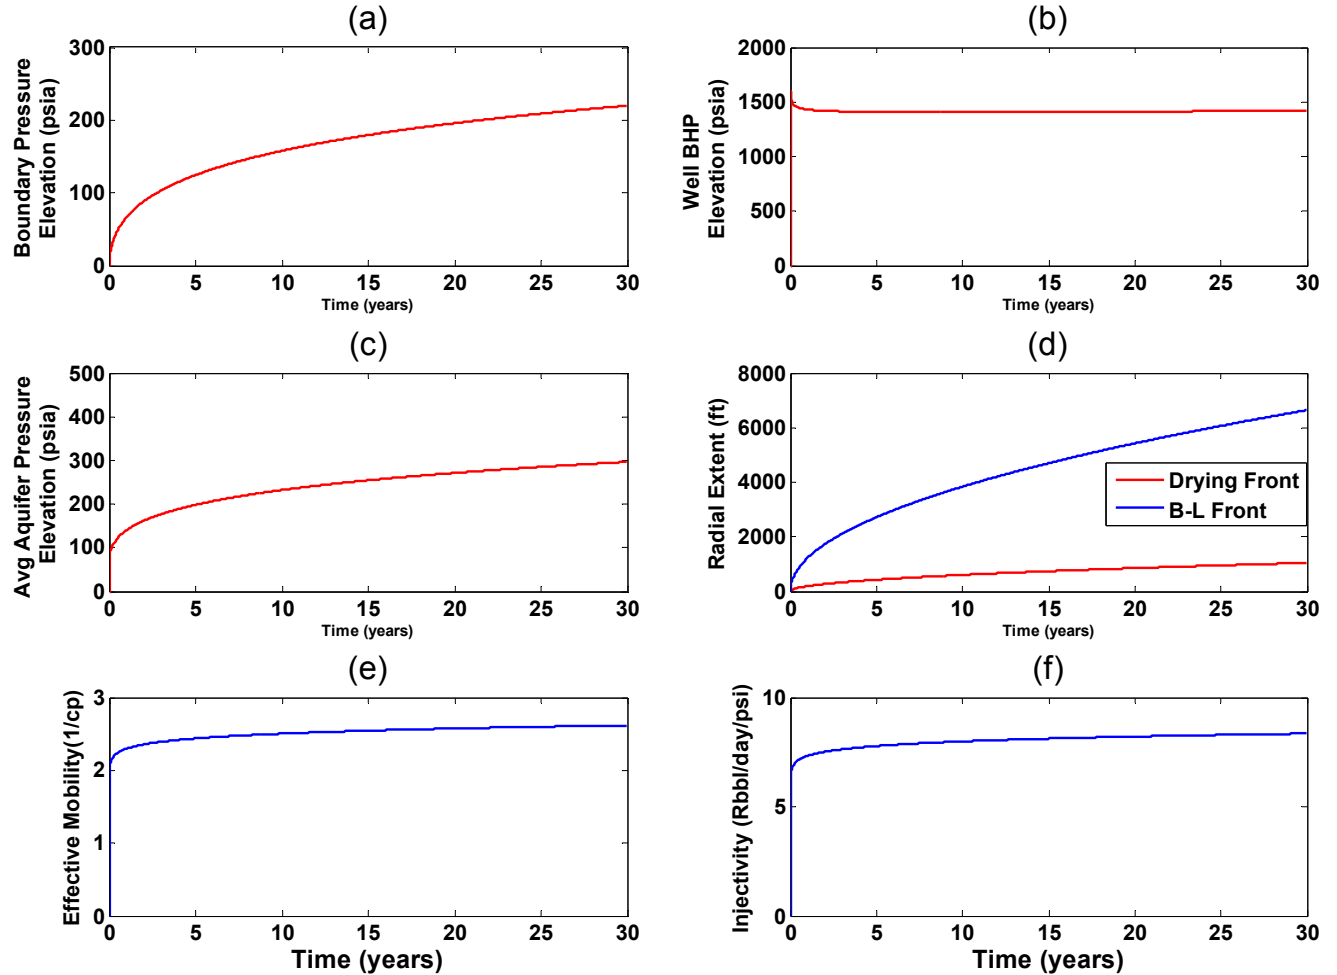 (a)
Boundary Pressure
Elevation (psia)
300
200
100
0
0 5 10 15 20 25 30
Time (years)
(b)
Well BHP
Elevation (psia)
2000
1500
1000
500
0
0 5 10 15 20 25 30
Time (years)
(c)
Avg Aquifer Pressure
Elevation (psia)
500
400
300
200
100
0
0 5 10 15 20 25 30
Time (years)
(d)
Radial Extent (ft)
8000
6000
4000
2000
0
Drying Front
B-L Front
0 5 10 15 20 25 30
Time (years)
(e)
Effective Mobility(1/cp)
3
2
1
0
0 5 10 15 20 25 30
Time (years)
(f)
Injectivity (Rbbl/day/psi)
10
5
0
0 5 10 15 20 25 30
Time (years)